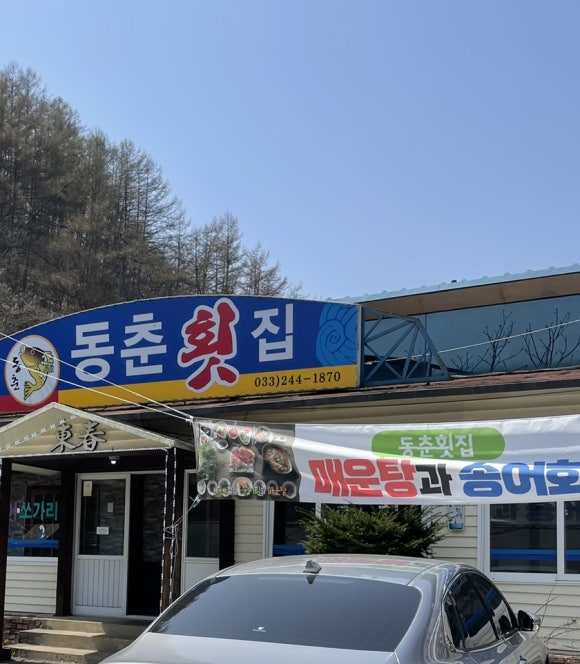 동춘횟집
동춘
033)244-1870
東春
동춘횟집
매운탕과 송어회
쏘가리